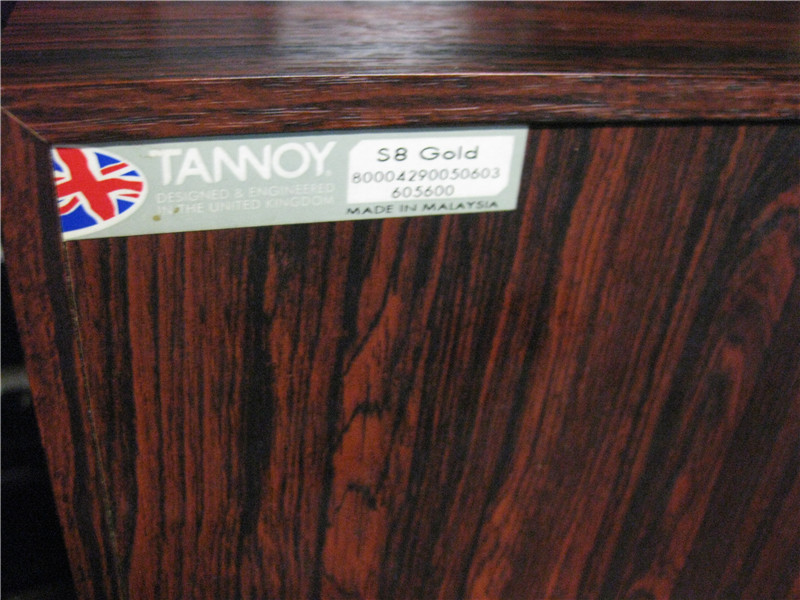 TANNOY
DESIGNED & ENGINEERED
IN THE UNITED KINGDOM
S8 Gold
80004290050603
605600
MADE IN MALAYSIA